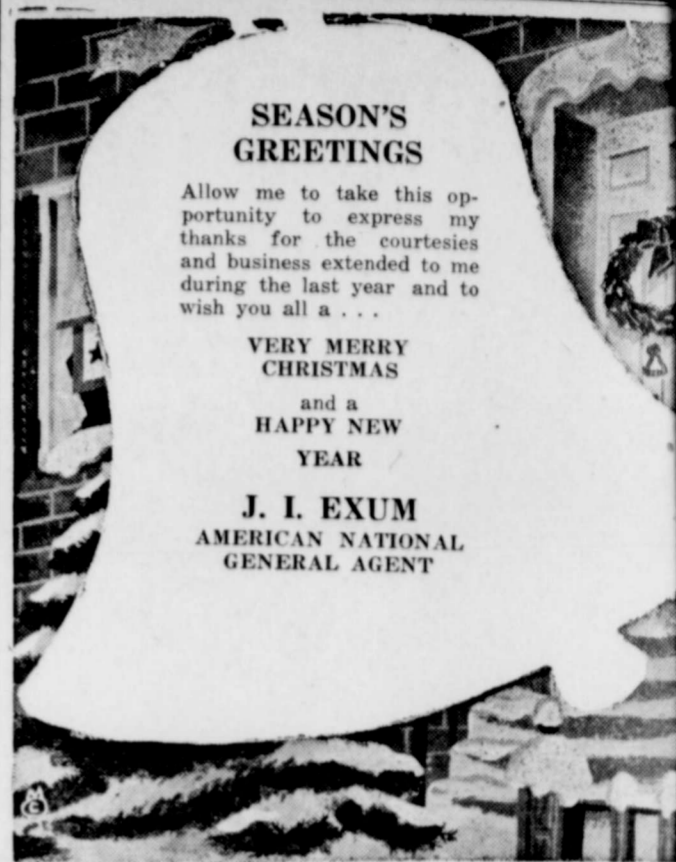 SEASON'S
GREETINGS
Allow me to take this op-
portunity to express my
thanks for the courtesies
and business extended to me
during the last year and to
wish you all a . . .
VERY MERRY
CHRISTMAS
and a
HAPPY NEW
YEAR
J. I. EXUM
AMERICAN NATIONAL
GENERAL AGENT